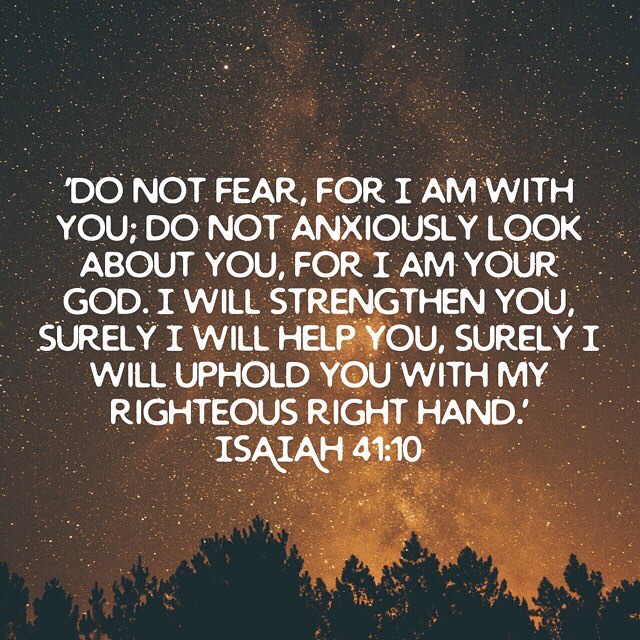 'DO NOT FEAR, FOR I AM WITH
YOU; DO NOT ANXIOUSLY LOOK
ABOUT YOU, FOR I AM YOUR
GOD. I WILL STRENGTHEN YOU,
SURELY I WILL HELP YOU, SURELY I
WILL UPHOLD YOU WITH MY
RIGHTEOUS RIGHT HAND.'
ISAIAH 41:10